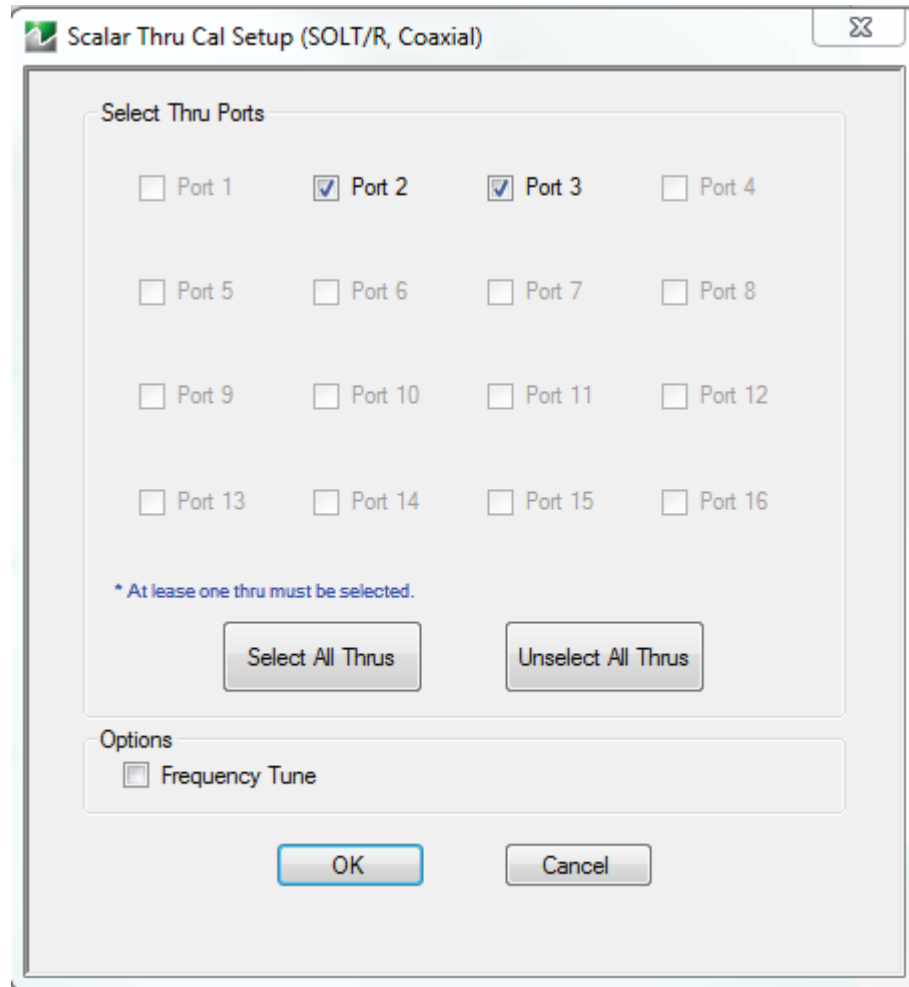 Scalar Thru Cal Setup (SOLT/R, Coaxial)
Select Thru Ports
Port 1 Port 2 Port 3 Port 4
Port 5 Port 6 Port 7 Port 8
Port 9 Port 10 Port 11 Port 12
Port 13 Port 14 Port 15 Port 16
* At lease one thru must be selected.
Select All Thrus Unselect All Thrus
Options
Frequency Tune
OK Cancel